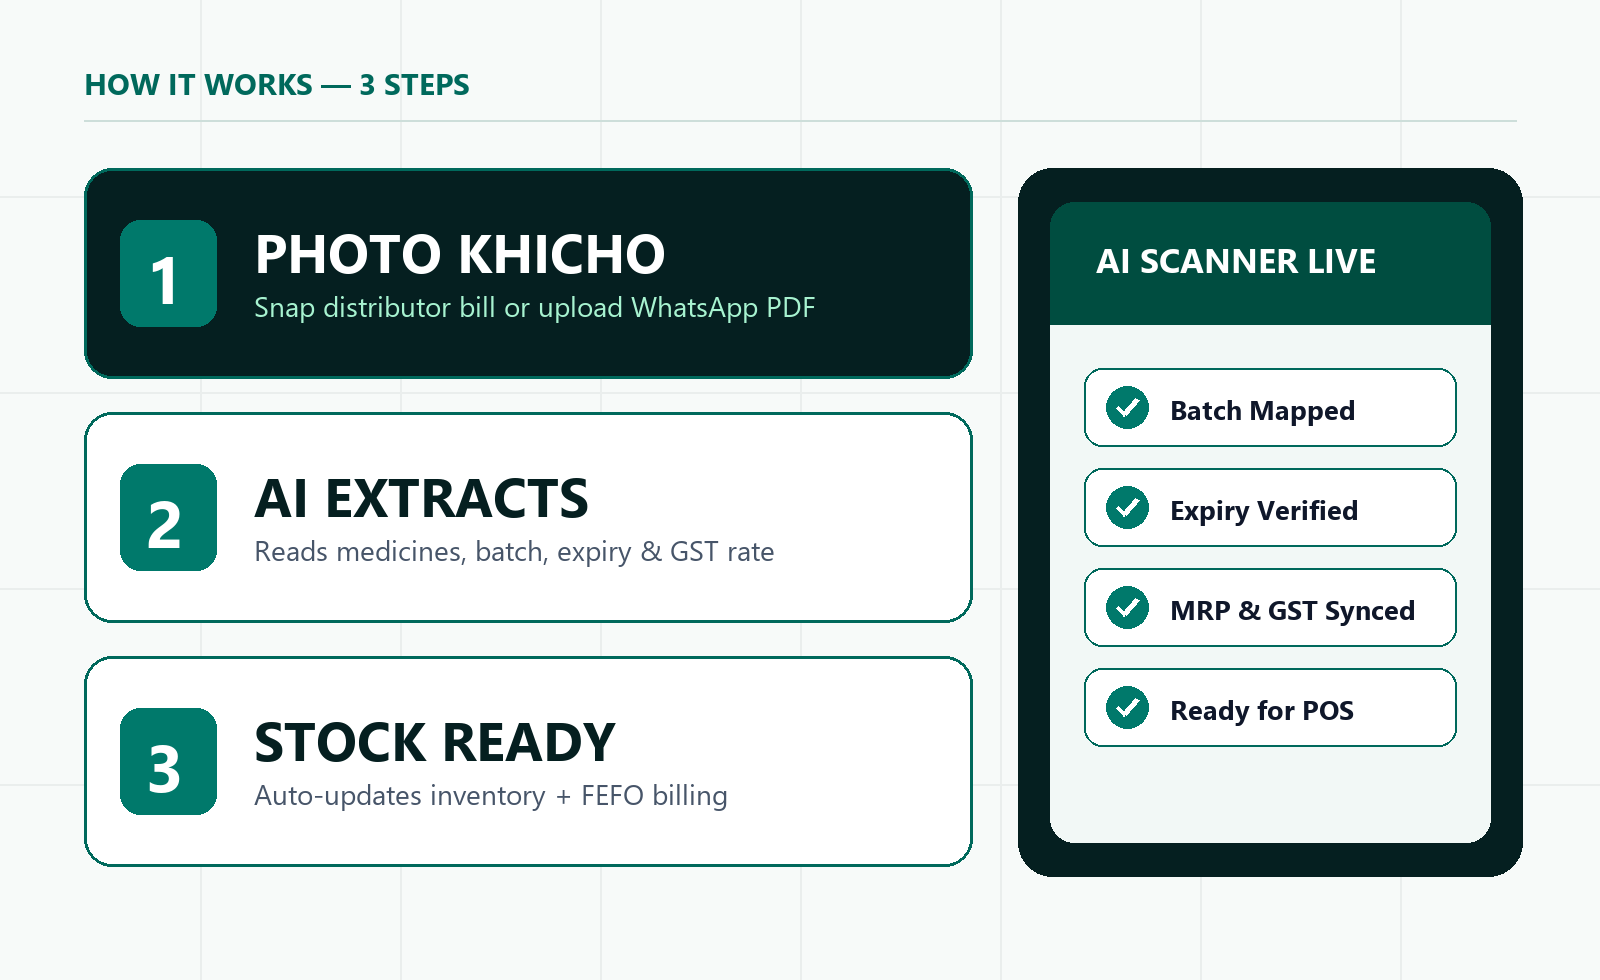 HOW IT WORKS — 3 STEPS
1
PHOTO KHICHO
Snap distributor bill or upload WhatsApp PDF
2
AI EXTRACTS
Reads medicines, batch, expiry & GST rate
3
STOCK READY
Auto-updates inventory + FEFO billing
AI SCANNER LIVE
Batch Mapped
Expiry Verified
MRP & GST Synced
Ready for POS